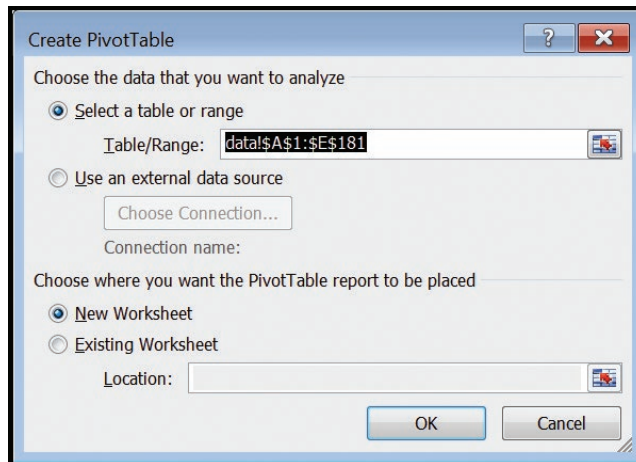 Create PivotTable
?
Choose the data that you want to analyze
Select a table or range
Table/Range: data!$A$1:$E$181
Use an external data source
Choose Connection...
Connection name:
Choose where you want the PivotTable report to be placed
New Worksheet
Existing Worksheet
Location:
OK Cancel